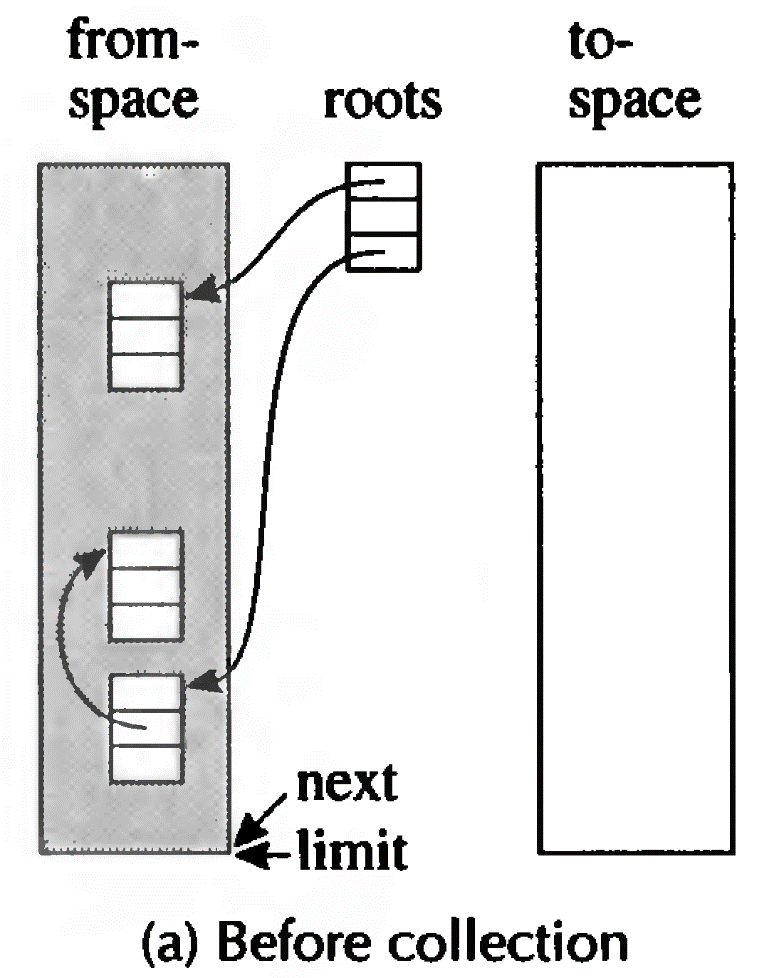 from-
space
roots
to-
space
next
limit
(a) Before collection